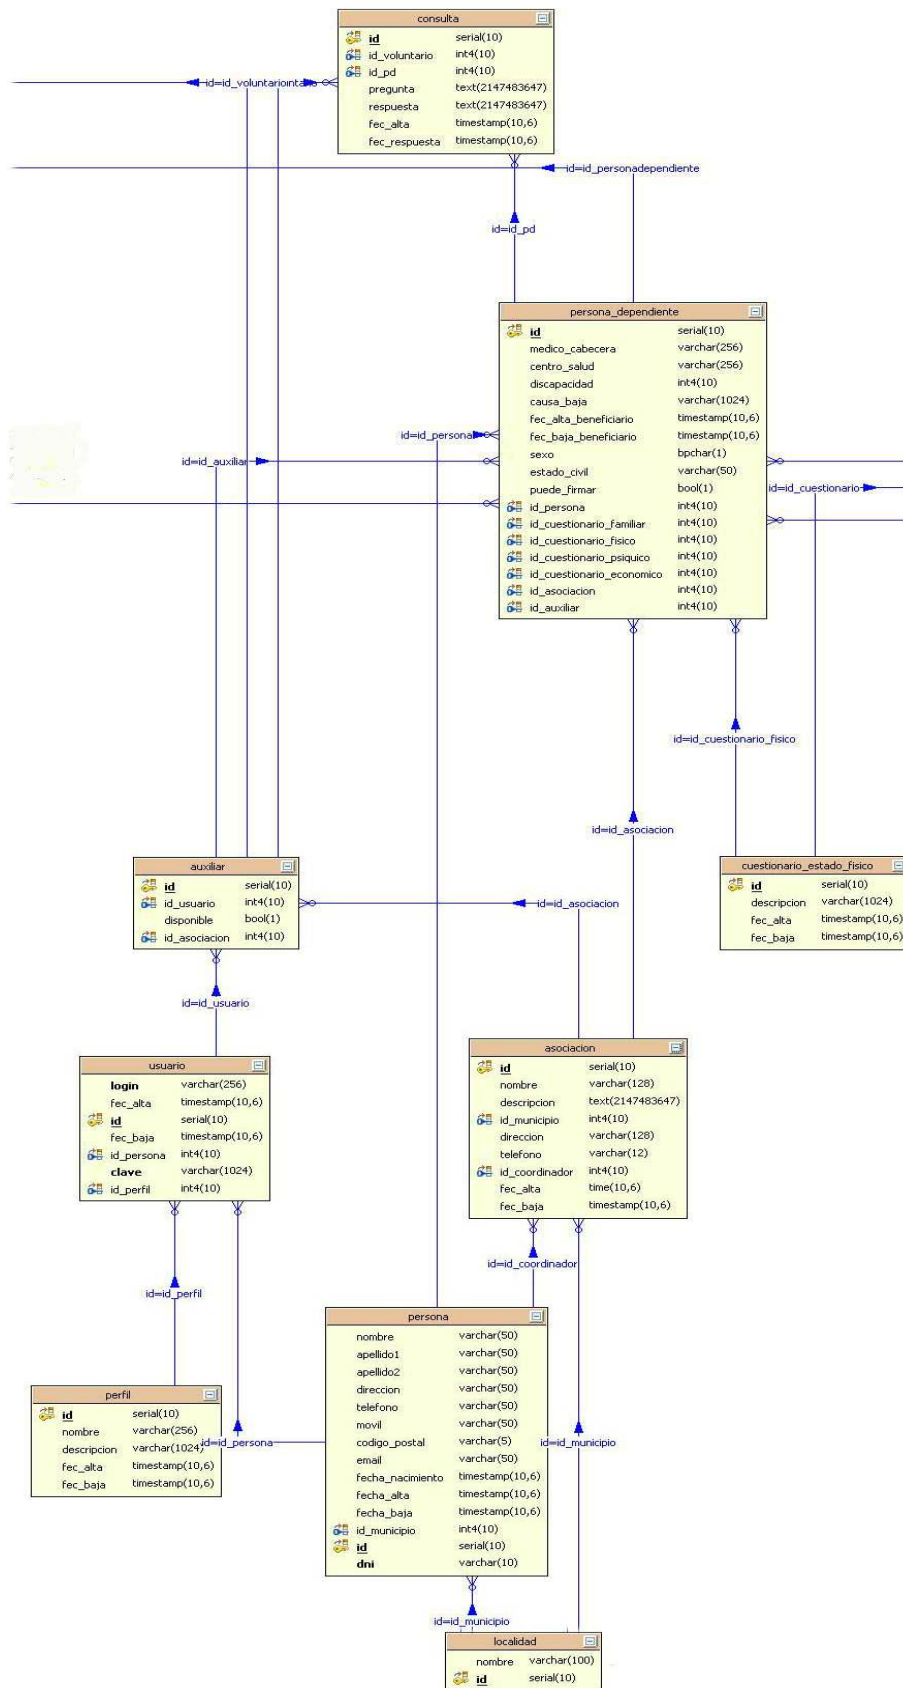 consulta
id serial(10)
id_voluntario int4(10)
id_pd int4(10)
pregunta text(2147483647)
respuesta text(2147483647)
fec_alta timestamp(10,6)
fec_respuesta timestamp(10,6)
id=id_voluntario
id=id_personadependiente
id=id_pd
persona_dependiente
id serial(10)
medico_cabecera varchar(256)
centro_salud varchar(256)
discapacidad int4(10)
causa_baja varchar(1024)
fec_alta_beneficiario timestamp(10,6)
fec_baja_beneficiario timestamp(10,6)
sexo bpchar(1)
estado_civil varchar(50)
puede_firmar bool(1)
id_persona int4(10)
id_cuestionario_familiar int4(10)
id_cuestionario_fisico int4(10)
id_cuestionario_psiquico int4(10)
id_cuestionario_economico int4(10)
id_asociacion int4(10)
id_auxiliar int4(10)
id=id_persona
id=id_auxiliar
id=id_cuestionario
id=id_cuestionario_fisico
id=id_asociacion
auxiliar
id serial(10)
id_usuario int4(10)
disponible bool(1)
id_asociacion int4(10)
cuestionario_estado_fisico
id serial(10)
descripcion varchar(1024)
fec_alta timestamp(10,6)
fec_baja timestamp(10,6)
id=id_asociacion
id=id_usuario
usuario
login varchar(256)
fec_alta timestamp(10,6)
id serial(10)
fec_baja timestamp(10,6)
id_persona int4(10)
clave varchar(1024)
id_perfil int4(10)
asociacion
id serial(10)
nombre varchar(128)
descripcion text(2147483647)
id_municipio int4(10)
direccion varchar(128)
telefono varchar(12)
id_coordinador int4(10)
fec_alta time(10,6)
fec_baja timestamp(10,6)
id=id_coordinador
id=id_perfil
persona
nombre varchar(50)
apellido1 varchar(50)
apellido2 varchar(50)
direccion varchar(50)
telefono varchar(50)
movil varchar(50)
codigo_postal varchar(5)
email varchar(50)
fecha_nacimiento timestamp(10,6)
fecha_alta timestamp(10,6)
fecha_baja timestamp(10,6)
id_municipio int4(10)
id serial(10)
dni varchar(10)
perfil
id serial(10)
nombre varchar(256)
descripcion varchar(1024)
fec_alta timestamp(10,6)
fec_baja timestamp(10,6)
id=id_persona
id=id_municipio
id=id_municipio
localidad
nombre varchar(100)
id serial(10)